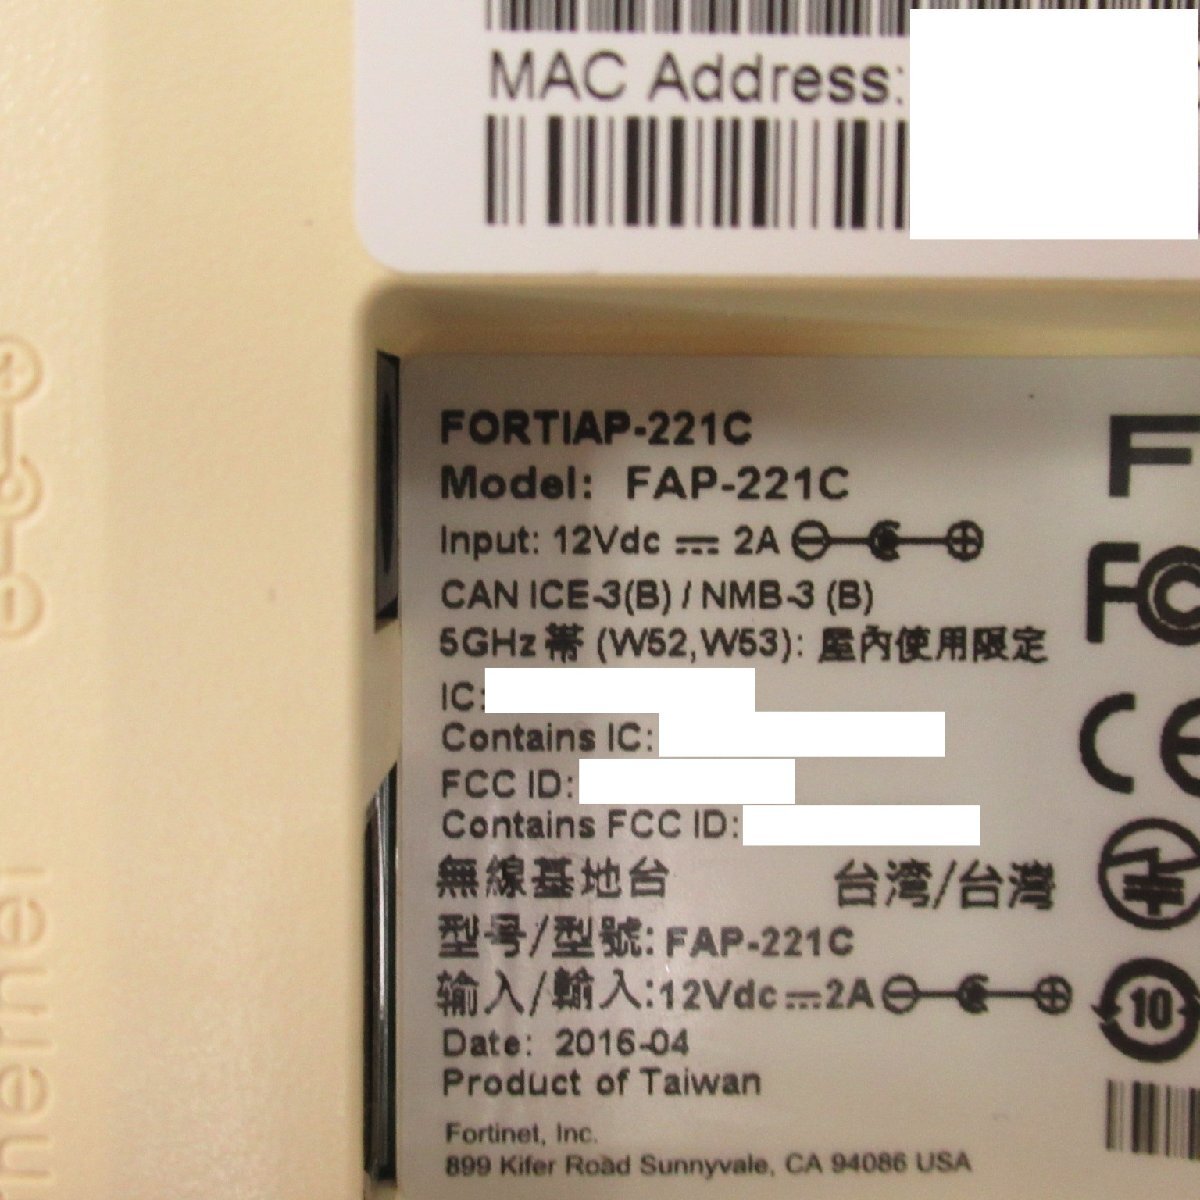 MAC Address:
FORTIAP-221C
Model: FAP-221C
Input: 12Vdc ⎓ 2A
CAN ICE-3(B) / NMB-3 (B)
5GHz 帯 (W52,W53): 屋内使用限定
IC:
Contains IC:
FCC ID:
Contains FCC ID:
無線基地台 台湾/台灣
型号/型號: FAP-221C
输入/輸入: 12Vdc ⎓ 2A
Date: 2016-04
Product of Taiwan
Fortinet, Inc.
899 Kifer Road Sunnyvale, CA 94086 USA
F
FC
CE
10